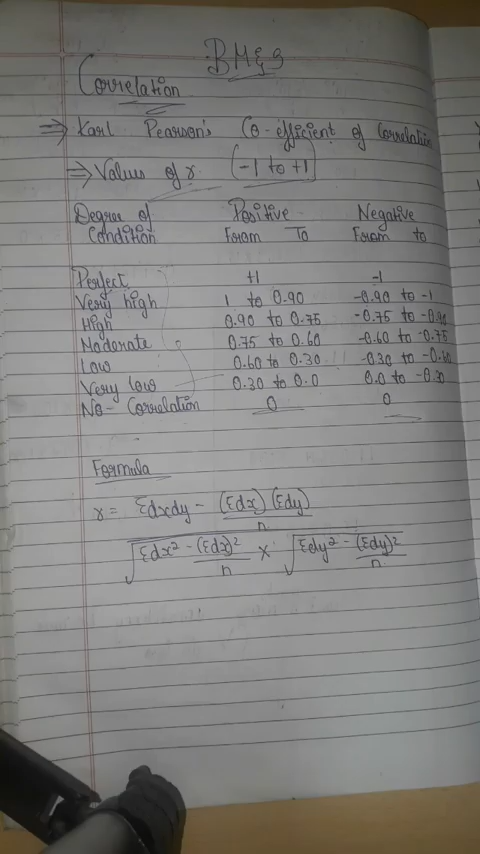 BM&S
Correlation
⇒ Karl Pearson's Co-efficient of Correlation
⇒ Values of r (-1 to +1)
Degree of Positive Negative
Condition From To From to
Perfect +1 -1
Very high 1 to 0.90 -0.90 to -1
High 0.90 to 0.75 -0.75 to -0.90
Moderate 0.75 to 0.60 -0.60 to -0.75
Low 0.60 to 0.30 -0.30 to -0.60
Very low 0.30 to 0.0 0.0 to -0.30
No- Correlation 0 0
Formula
r = Σdxdy - (Σdx) (Σdy)
n
√Σdx² - (Σdx)² × √Σdy² - (Σdy)²
n n